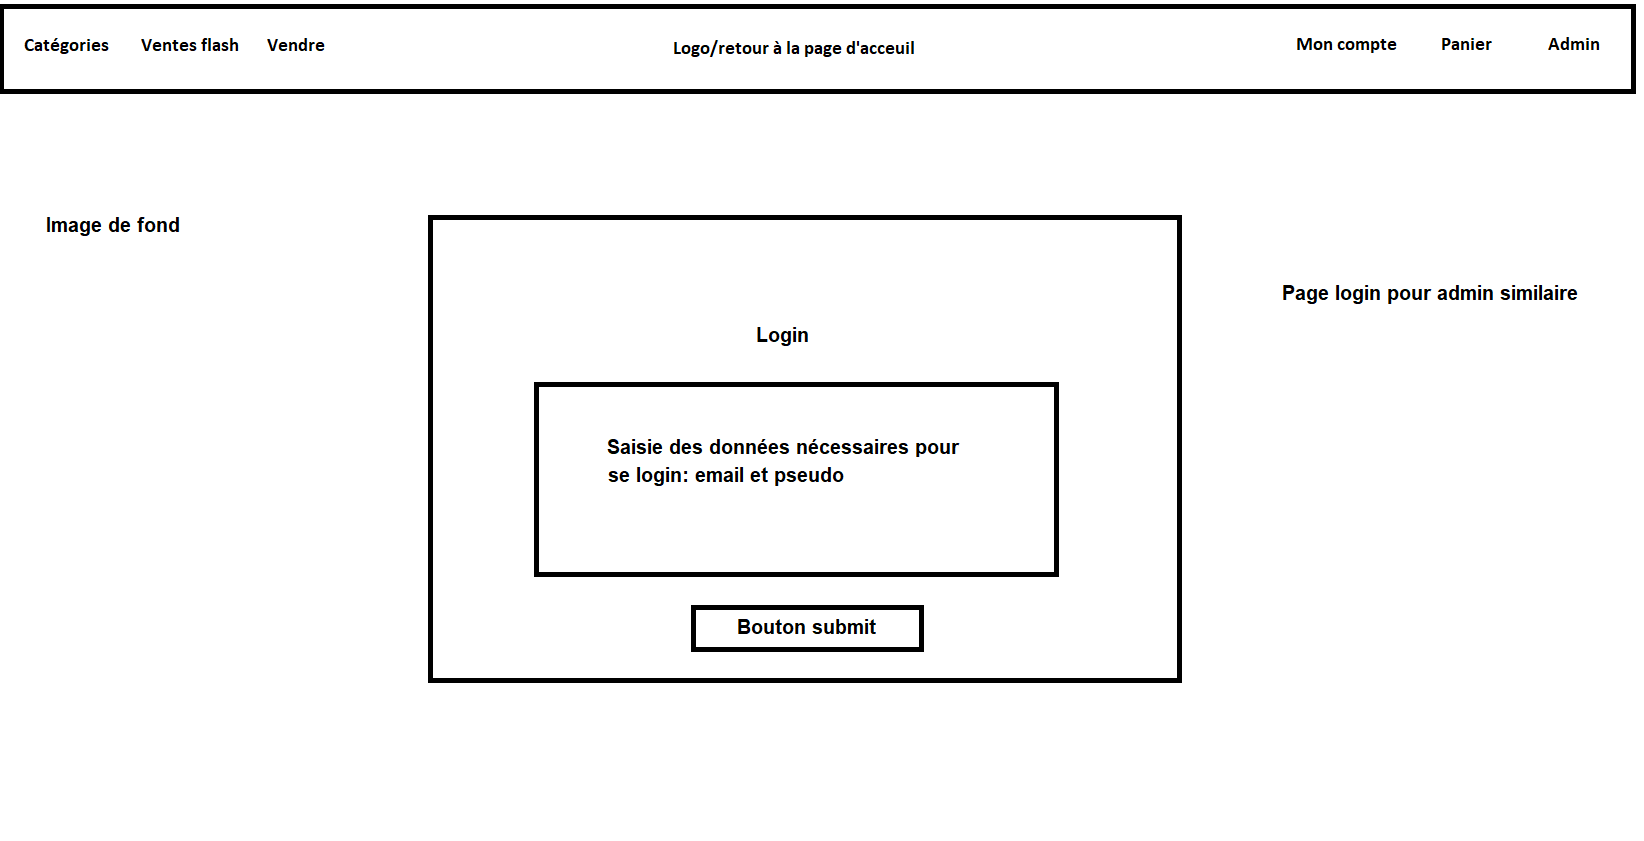 Catégories Ventes flash Vendre Logo/retour à la page d'acceuil Mon compte Panier Admin
Image de fond
Page login pour admin similaire
Login
Saisie des données nécessaires pour
se login: email et pseudo
Bouton submit